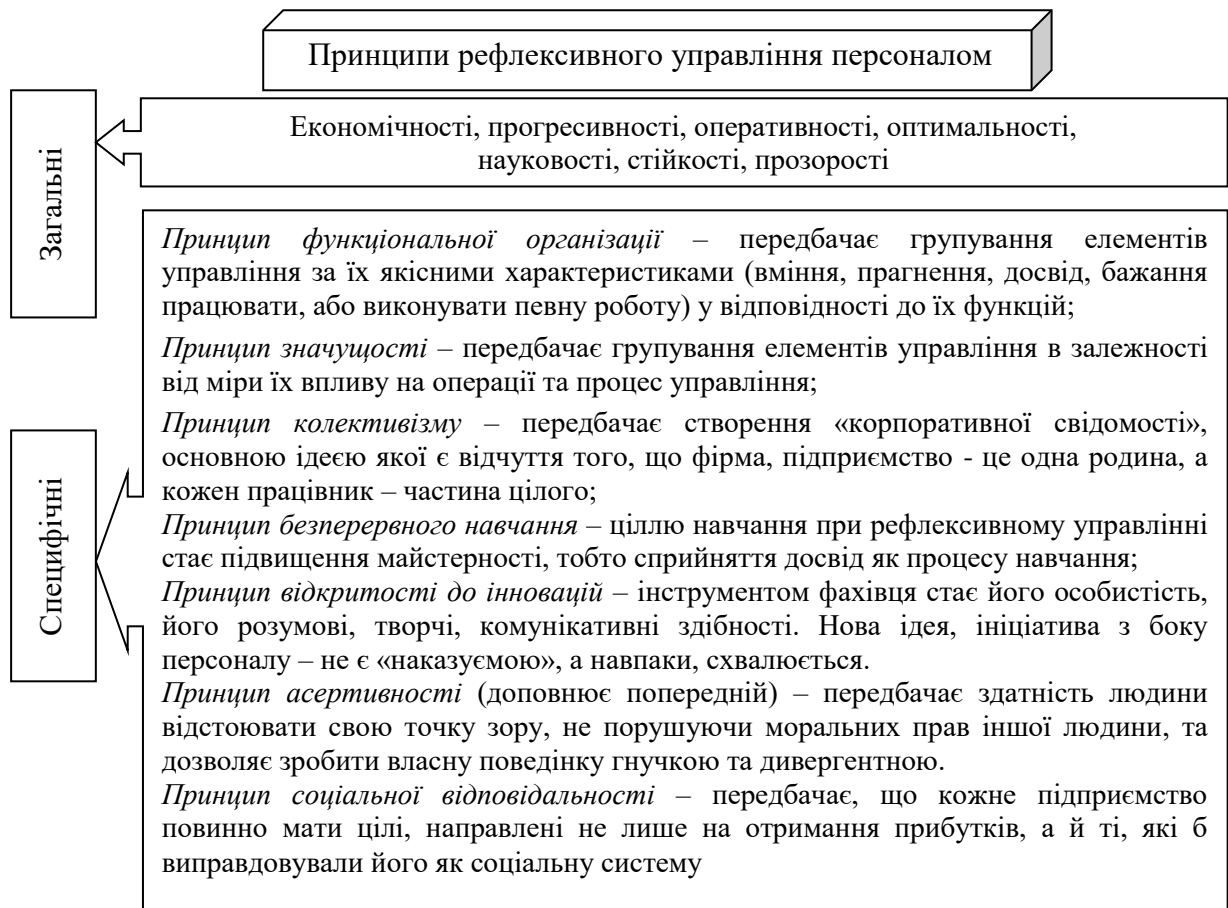 Принципи рефлексивного управління персоналом
Загальні
Економічності, прогресивності, оперативності, оптимальності,
науковості, стійкості, прозорості
Специфічні
Принцип функціональної організації – передбачає групування елементів
управління за їх якісними характеристиками (вміння, прагнення, досвід, бажання
працювати, або виконувати певну роботу) у відповідності до їх функцій;
Принцип значущості – передбачає групування елементів управління в залежності
від міри їх впливу на операції та процес управління;
Принцип колективізму – передбачає створення «корпоративної свідомості»,
основною ідеєю якої є відчуття того, що фірма, підприємство - це одна родина, а
кожен працівник – частина цілого;
Принцип безперервного навчання – ціллю навчання при рефлексивному управлінні
стає підвищення майстерності, тобто сприйняття досвід як процесу навчання;
Принцип відкритості до інновацій – інструментом фахівця стає його особистість,
його розумові, творчі, комунікативні здібності. Нова ідея, ініціатива з боку
персоналу – не є «наказуємою», а навпаки, схвалюється.
Принцип асертивності (доповнює попередній) – передбачає здатність людини
відстоювати свою точку зору, не порушуючи моральних прав іншої людини, та
дозволяє зробити власну поведінку гнучкою та дивергентною.
Принцип соціальної відповідальності – передбачає, що кожне підприємство
повинно мати цілі, направлені не лише на отримання прибутків, а й ті, які б
виправдовували його як соціальну систему